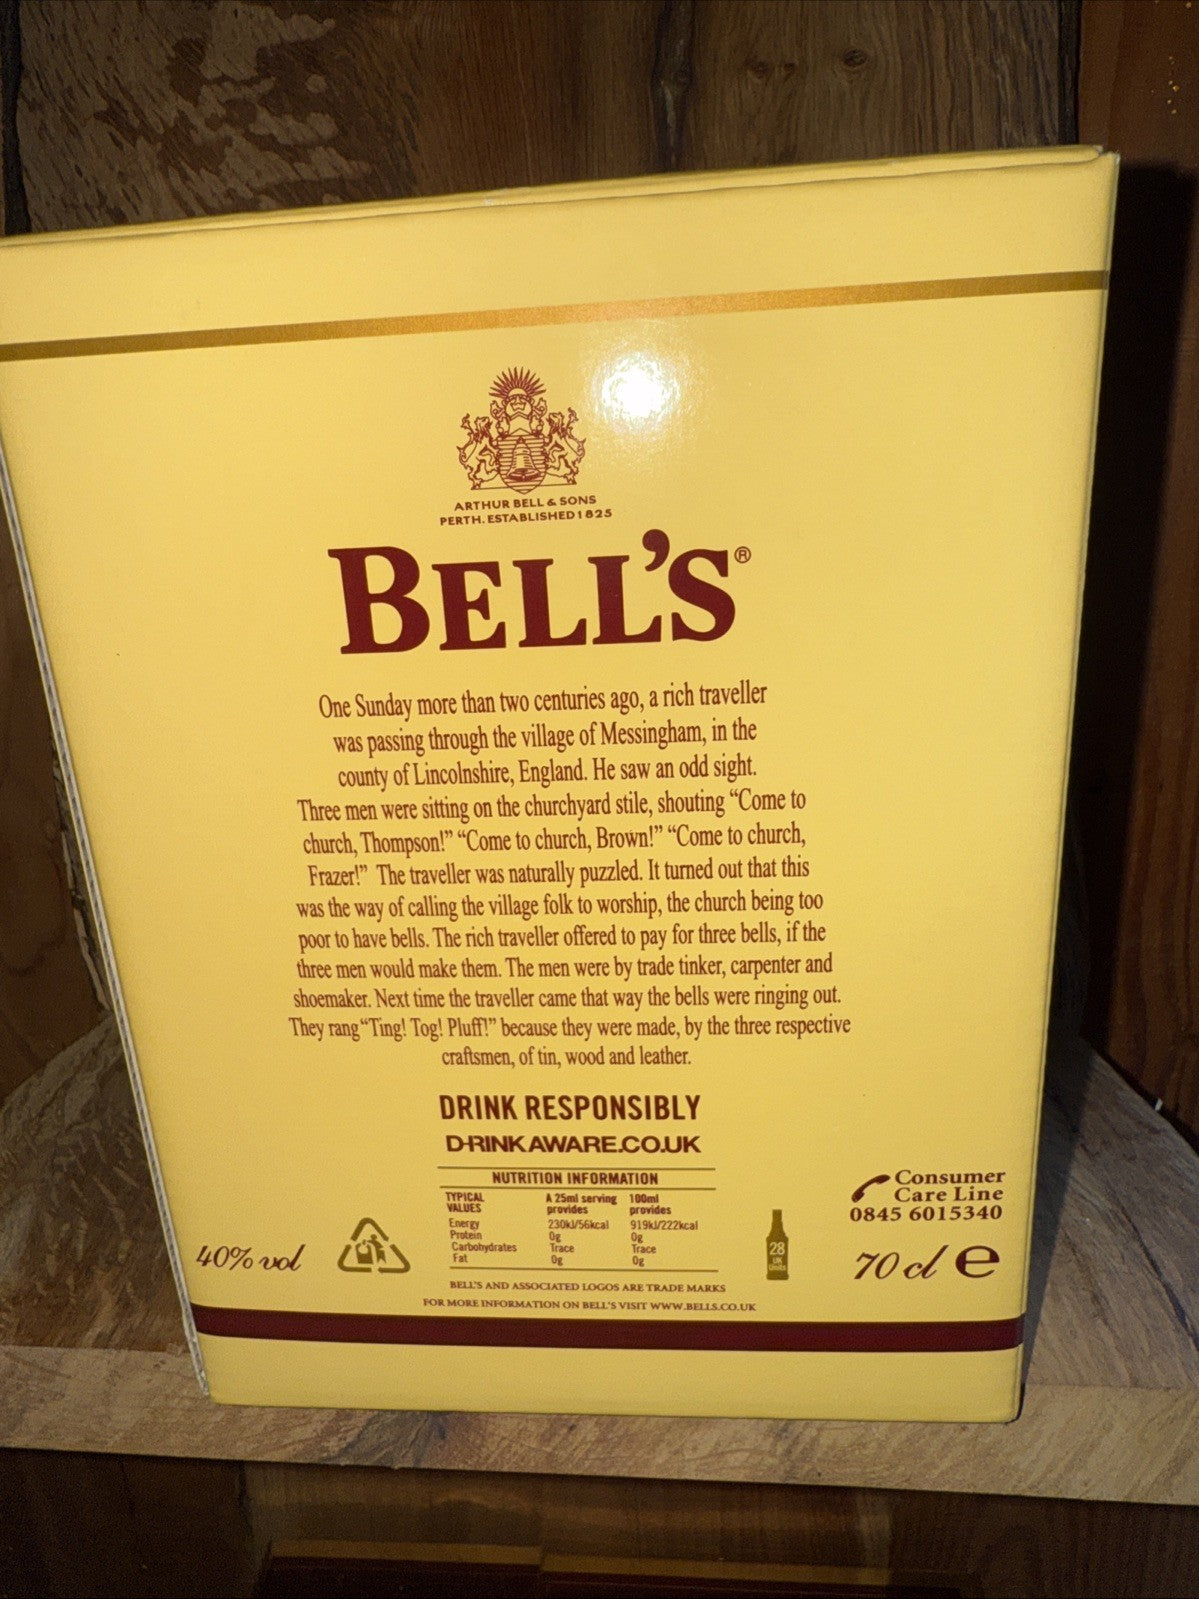 ARTHUR BELL & SONS
PERTH. ESTABLISHED 1825
BELL'S®
One Sunday more than two centuries ago, a rich traveller
was passing through the village of Messingham, in the
county of Lincolnshire, England. He saw an odd sight.
Three men were sitting on the churchyard stile, shouting “Come to
church, Thompson!” “Come to church, Brown!” “Come to church,
Frazer!” The traveller was naturally puzzled. It turned out that this
was the way of calling the village folk to worship, the church being too
poor to have bells. The rich traveller offered to pay for three bells, if the
three men would make them. The men were by trade tinker, carpenter and
shoemaker. Next time the traveller came that way the bells were ringing out.
They rang “Ting! Tog! Pluff!” because they were made, by the three respective
craftsmen, of tin, wood and leather.
DRINK RESPONSIBLY
DRINKAWARE.CO.UK
NUTRITION INFORMATION
TYPICAL A 25ml serving 100ml
VALUES provides provides
Energy 230kJ/56kcal 919kJ/222kcal
Protein 0g 0g
Carbohydrates Trace Trace
Fat 0g 0g
BELL'S AND ASSOCIATED LOGOS ARE TRADE MARKS
FOR MORE INFORMATION ON BELL'S VISIT WWW.BELLS.CO.UK
40% vol
28
UK
Units
Consumer
Care Line
0845 6015340
70 cl e